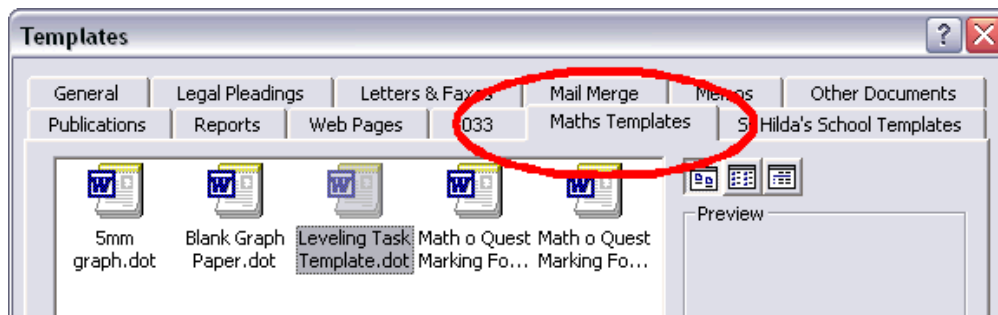 Templates
General Legal Pleadings Letters & Faxes Mail Merge Memos Other Documents
Publications Reports Web Pages 033 Maths Templates St Hilda's School Templates
5mm graph.dot
Blank Graph Paper.dot
Leveling Task Template.dot
Math o Quest Marking Fo...
Math o Quest Marking Fo...
Preview